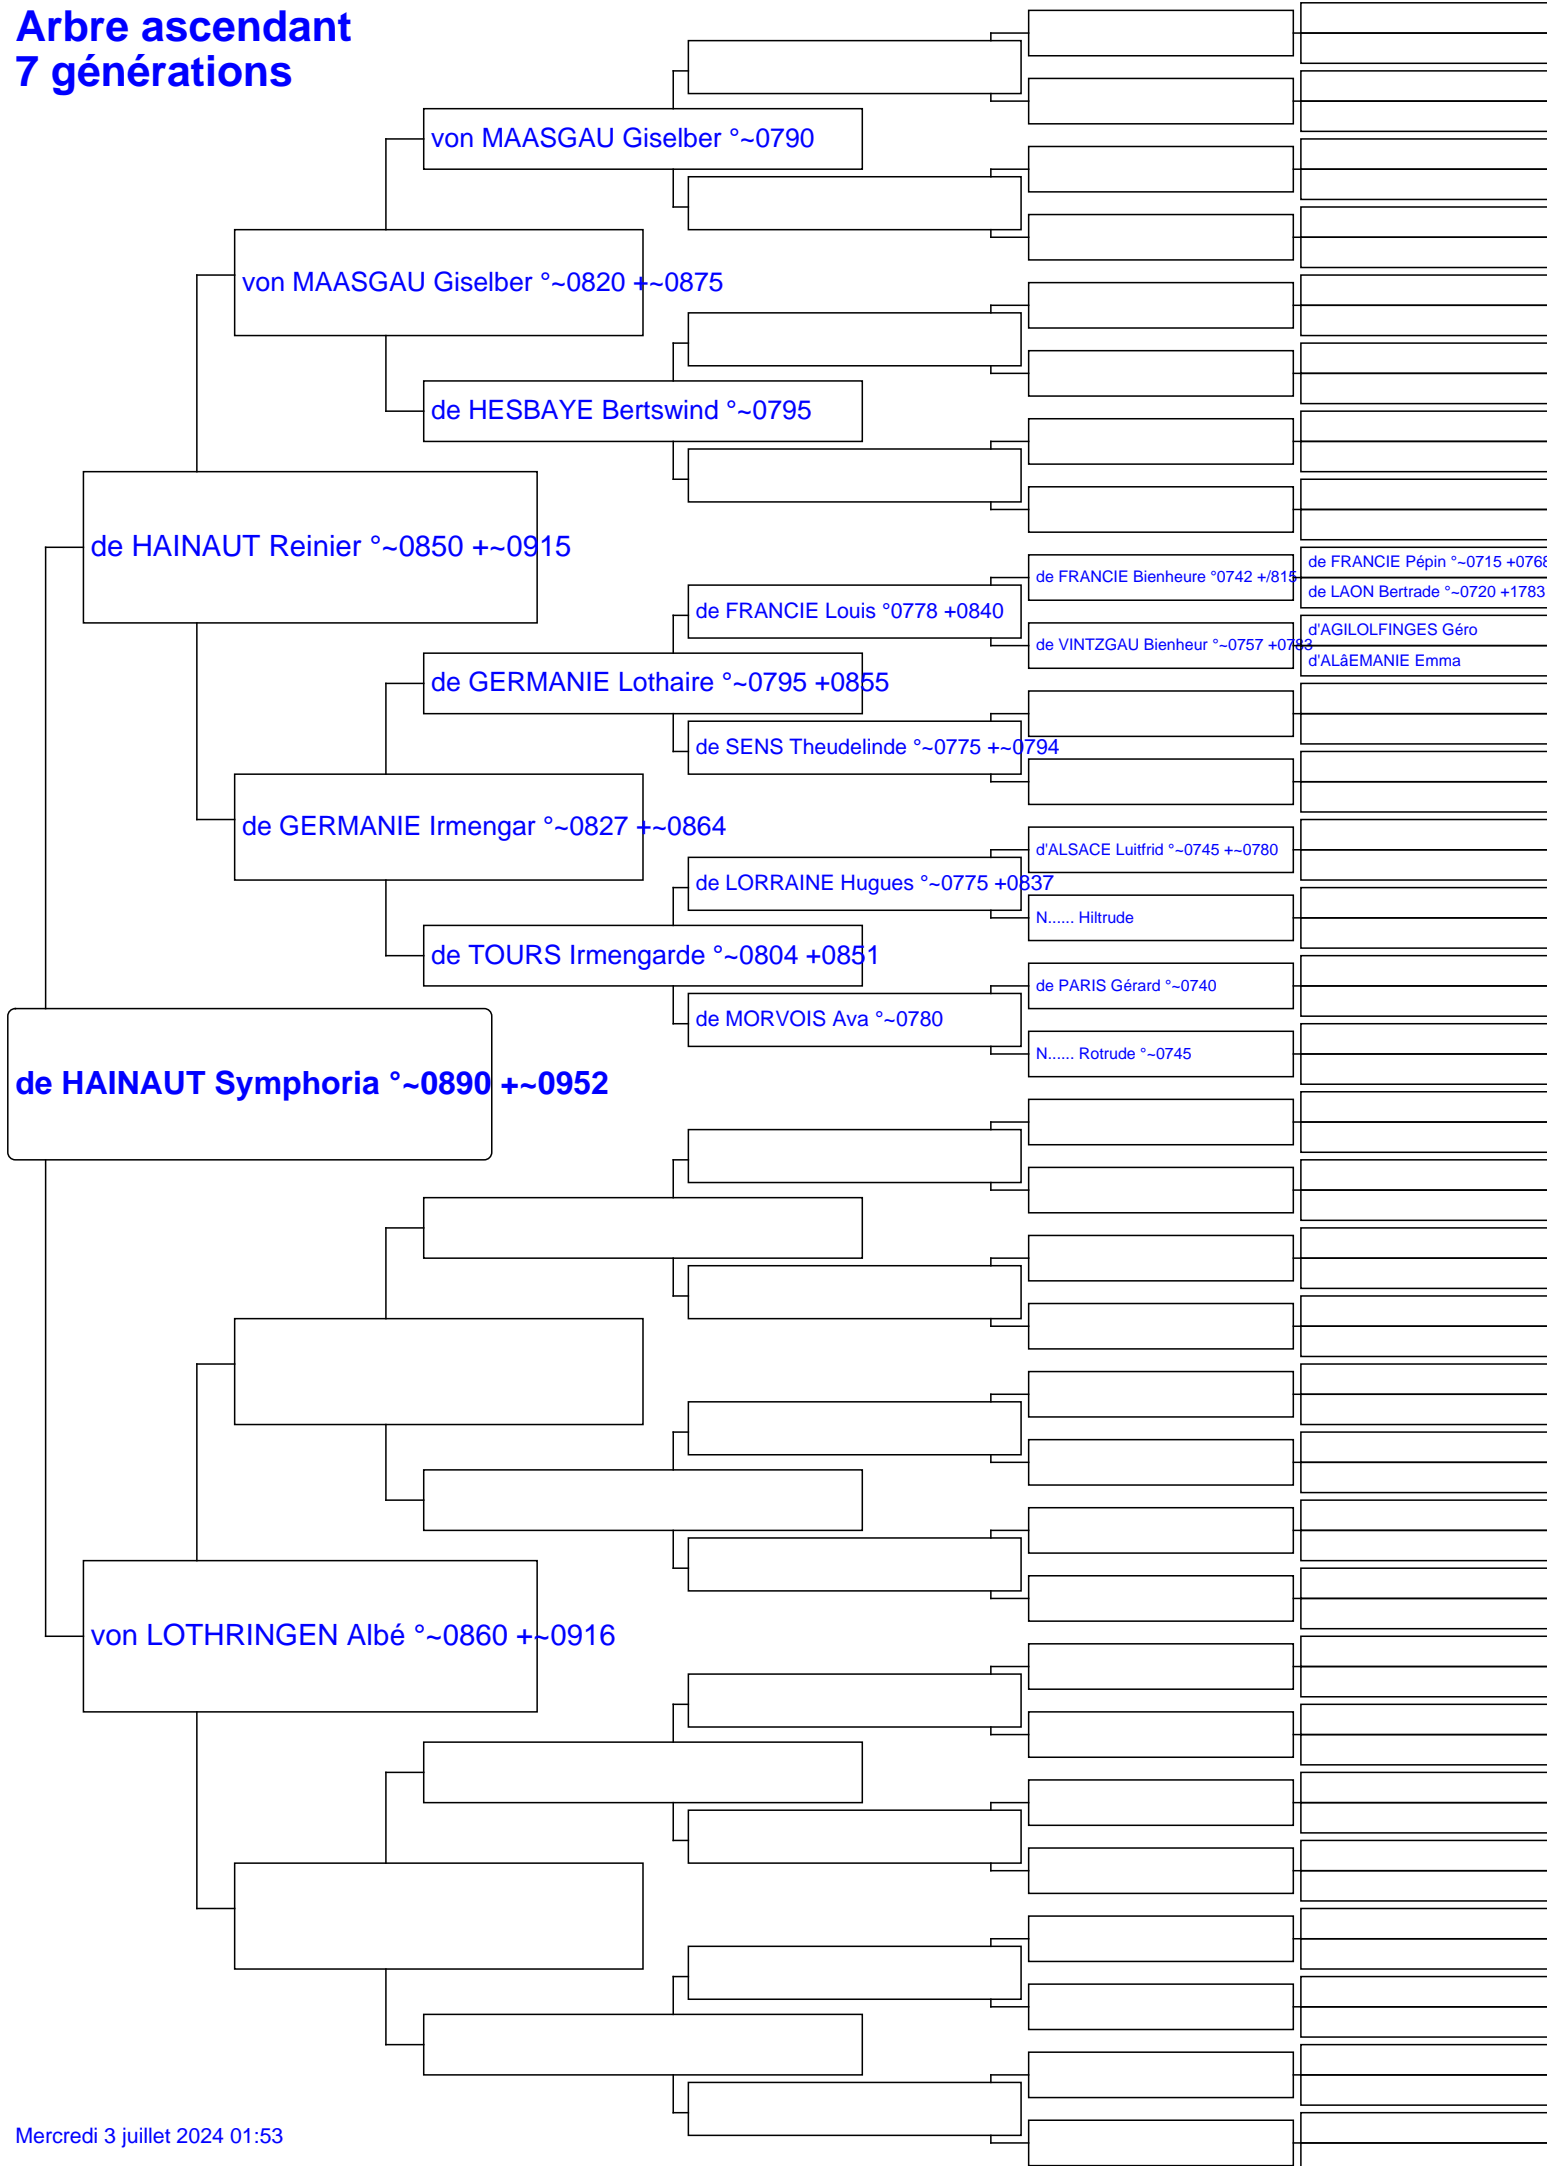 Arbre ascendant
7 générations
von MAASGAU Giselber °~0790
von MAASGAU Giselber °~0820 +~0875
de HESBAYE Bertswind °~0795
de HAINAUT Reinier °~0850 +~0915
de FRANCIE Bienheure °0742 +/815
de FRANCIE Pépin °~0715 +0768
de LAON Bertrade °~0720 +1783
de FRANCIE Louis °0778 +0840
de VINTZGAU Bienheur °~0757 +0783
d'AGILOLFINGES Géro
d'ALâEMANIE Emma
de GERMANIE Lothaire °~0795 +0855
de SENS Theudelinde °~0775 +~0794
de GERMANIE Irmengar °~0827 +~0864
d'ALSACE Luitfrid °~0745 +~0780
de LORRAINE Hugues °~0775 +0837
N...... Hiltrude
de TOURS Irmengarde °~0804 +0851
de PARIS Gérard °~0740
de MORVOIS Ava °~0780
N...... Rotrude °~0745
de HAINAUT Symphoria °~0890 +~0952
von LOTHRINGEN Albé °~0860 +~0916
Mercredi 3 juillet 2024 01:53